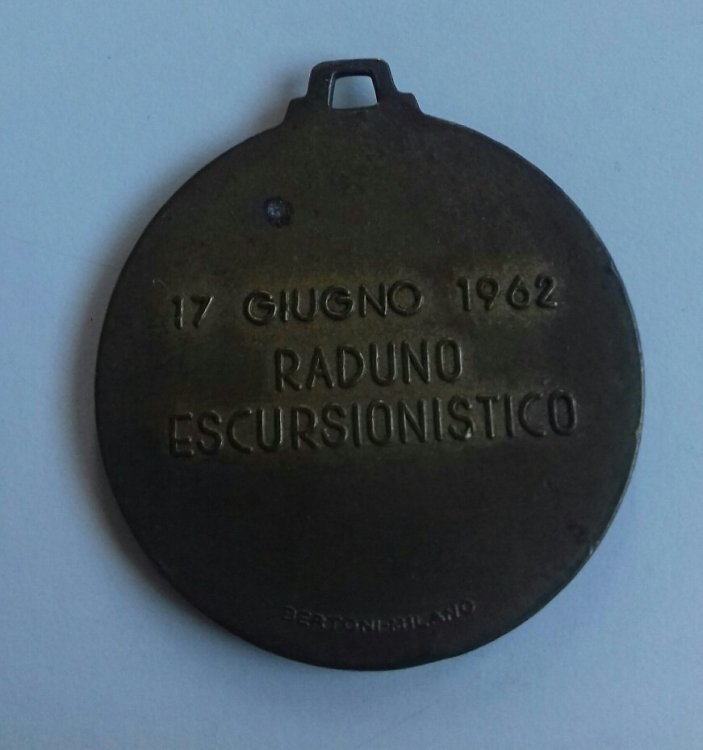 17 GIUGNO 1962
RADUNO
ESCURSIONISTICO
BERTONI-MILANO